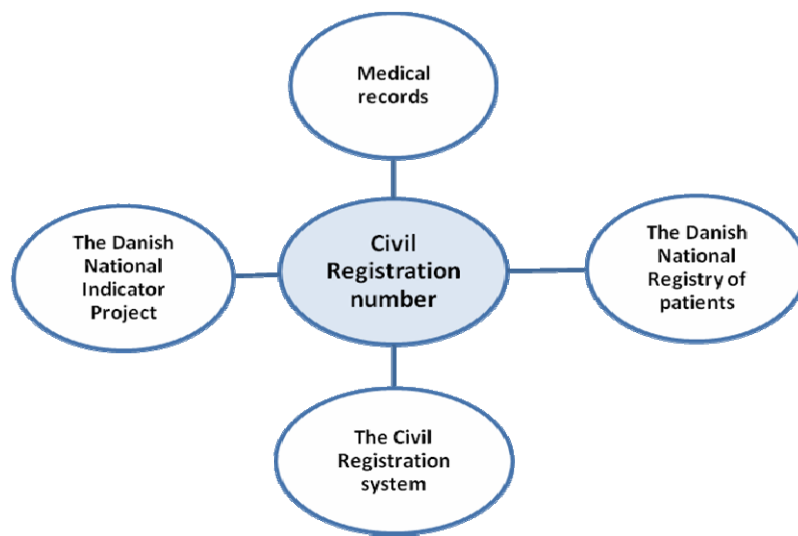 Medical
records
The Danish
National
Indicator
Project
Civil
Registration
number
The Danish
National
Registry of
patients
The Civil
Registration
system